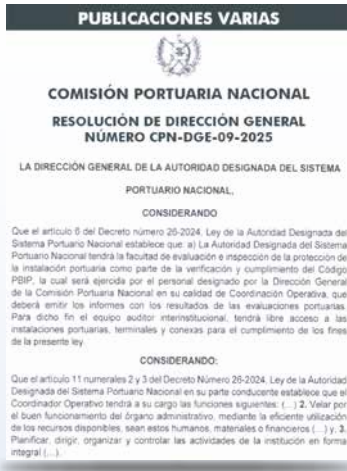 PUBLICACIONES VARIAS
COMISIÓN PORTUARIA NACIONAL
RESOLUCIÓN DE DIRECCIÓN GENERAL
NÚMERO CPN-DGE-09-2025
LA DIRECCIÓN GENERAL DE LA AUTORIDAD DESIGNADA DEL SISTEMA
PORTUARIO NACIONAL,
CONSIDERANDO
Que el artículo 6 del Decreto número 26-2024, Ley de la Autoridad Designada del
Sistema Portuario Nacional establece que: a) La Autoridad Designada del Sistema
Portuario Nacional tendrá la facultad de evaluación e inspección de la protección de
la instalación portuaria como parte de la verificación y cumplimiento del Código
PBIP, la cual será ejercida por el personal designado por la Dirección General
de la Comisión Portuaria Nacional en su calidad de Coordinación Operativa, que
deberá emitir los informes con los resultados de las evaluaciones portuarias.
Para dicho fin el equipo auditor interinstitucional, tendrá libre acceso a las
instalaciones portuarias, terminales y conexas para el cumplimiento de los fines
de la presente ley.
CONSIDERANDO:
Que el artículo 11 numerales 2 y 3 del Decreto Número 26-2024, Ley de la Autoridad
Designada del Sistema Portuario Nacional en su parte conducente establece que el
Coordinador Operativo tendrá a su cargo las funciones siguientes: (...) 2. Velar por
el buen funcionamiento del órgano administrativo, mediante la eficiente utilización
de los recursos disponibles, sean estos humanos, materiales o financieros (...) y, 3.
Planificar, dirigir, organizar y controlar las actividades de la institución en forma
integral (...).